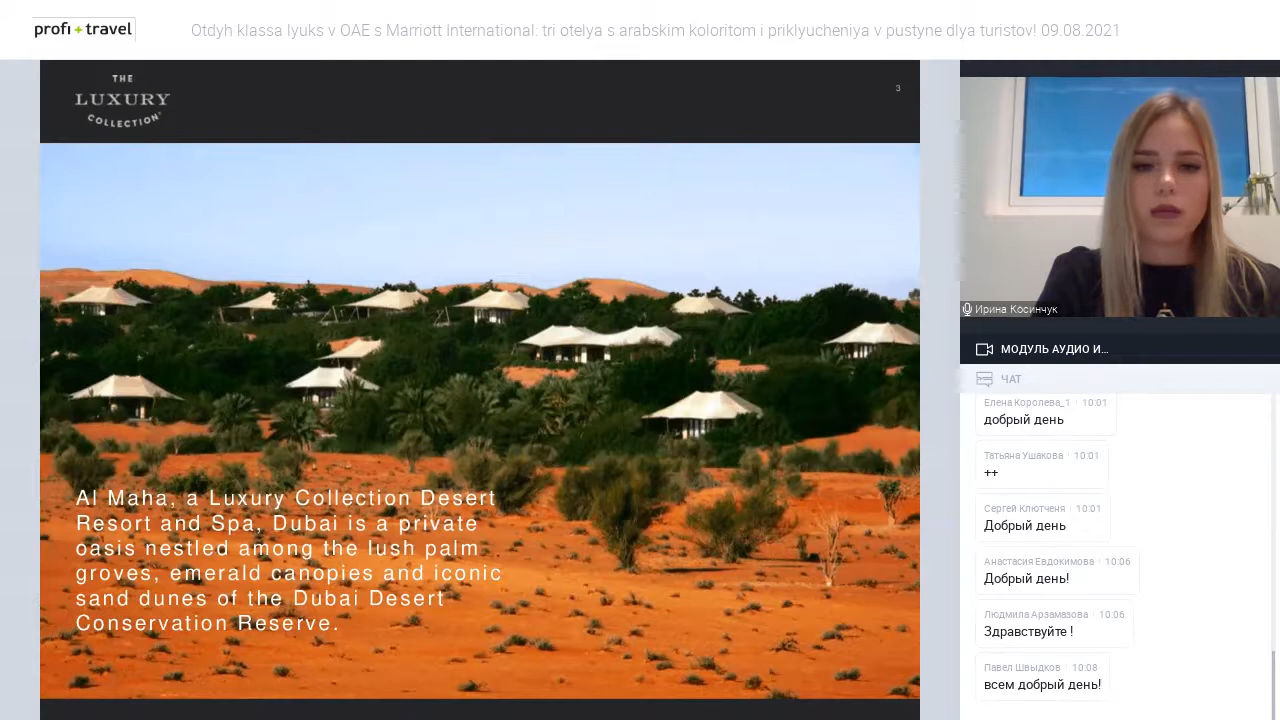 profi + travel
Otdyh klassa lyuks v OAE s Marriott International: tri otelya s arabskim koloritom i priklyucheniya v pustyne dlya turistov! 09.08.2021
THE
LUXURY
COLLECTION
3
Al Maha, a Luxury Collection Desert
Resort and Spa, Dubai is a private
oasis nestled among the lush palm
groves, emerald canopies and iconic
sand dunes of the Dubai Desert
Conservation Reserve.
Ирина Косинчук
МОДУЛЬ АУДИО И...
ЧАТ
Елена Королева_1 10:01
добрый день
Татьяна Ушакова 10:01
++
Сергей Ключеня 10:01
Добрый день
Анастасия Евдокимова 10:06
Добрый день!
Людмила Арзамазова 10:06
Здравствуйте !
Павел Швыдков 10:08
всем добрый день!